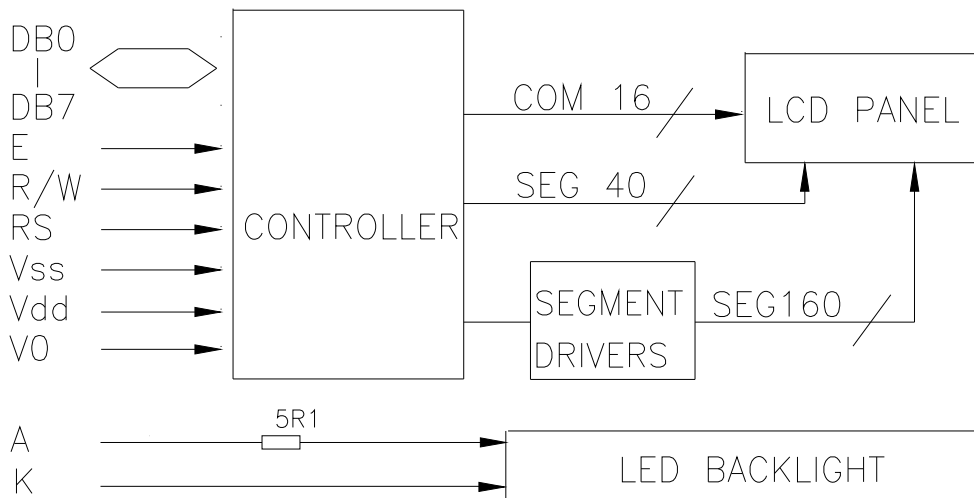 DB0
|
DB7
E
R/W
RS
Vss
Vdd
V0
A
K
CONTROLLER
COM 16
SEG 40
SEGMENT
DRIVERS
SEG160
LCD PANEL
5R1
LED BACKLIGHT